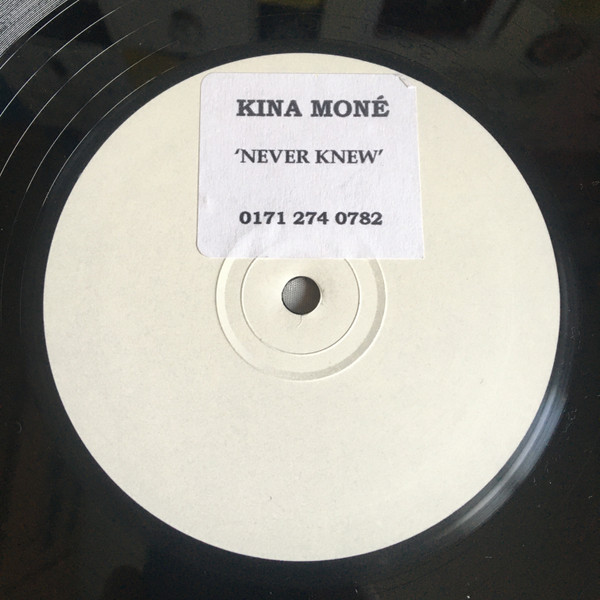 KINA MONÉ
‘NEVER KNEW’
0171 274 0782